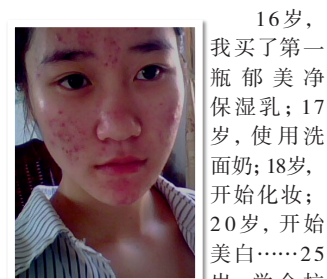 16岁,
我买了第一
瓶郁美净
保湿乳;17
岁,使用洗
面奶;18岁,
开始化妆;
20岁,开始
美白……25